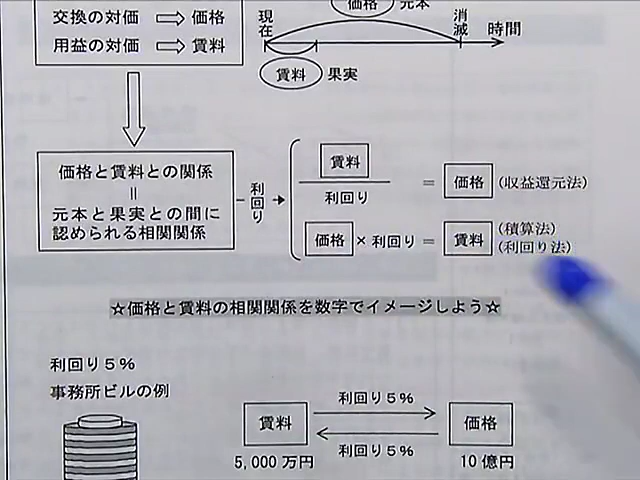 交換の対価 ⇨ 価格
用益の対価 ⇨ 賃料
価格 元本
現在
消滅
時間
賃料 果実
価格と賃料との関係
＝
元本と果実との間に
認められる相関関係
利回り
賃料
利回り
＝ 価格 (収益還元法)
価格 × 利回り ＝ 賃料 (積算法)
(利回り法)
☆価格と賃料の相関関係を数字でイメージしよう☆
利回り５％
事務所ビルの例
利回り５％
賃料 価格
利回り５％
5,000万円 10億円